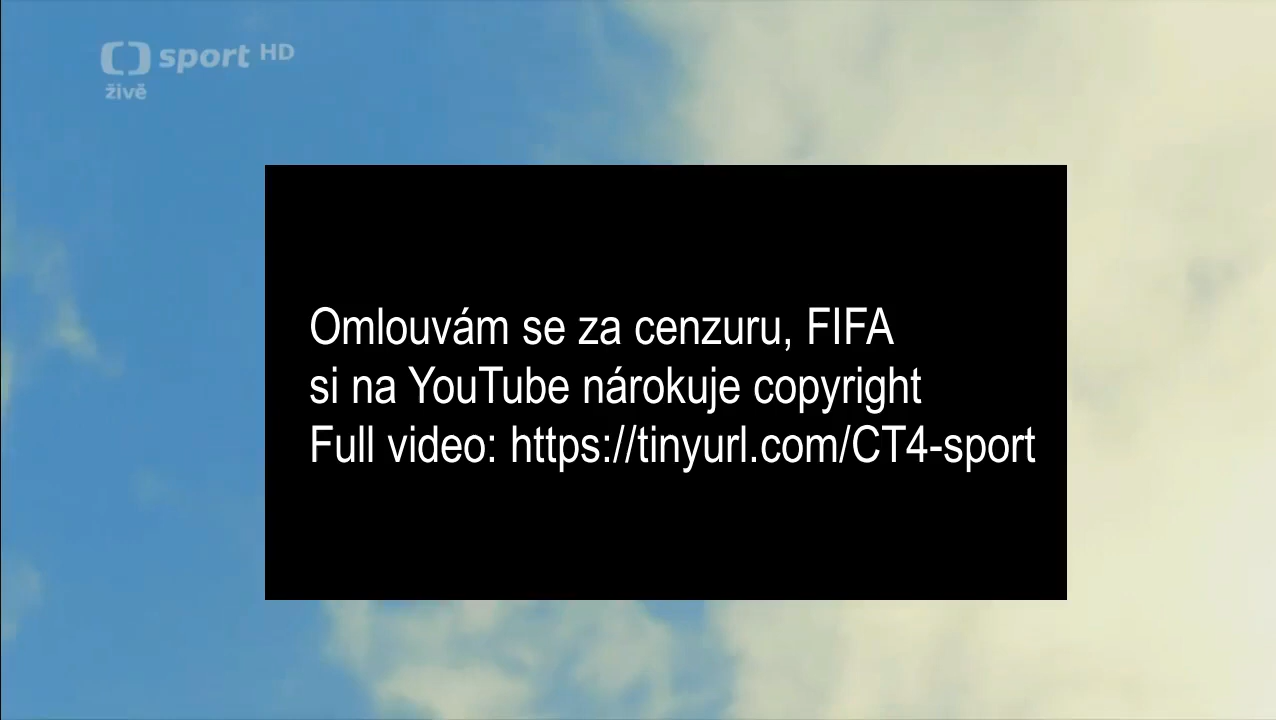 sport HD
živě
Omlouvám se za cenzuru, FIFA
si na YouTube nárokuje copyright
Full video: https://tinyurl.com/CT4-sport